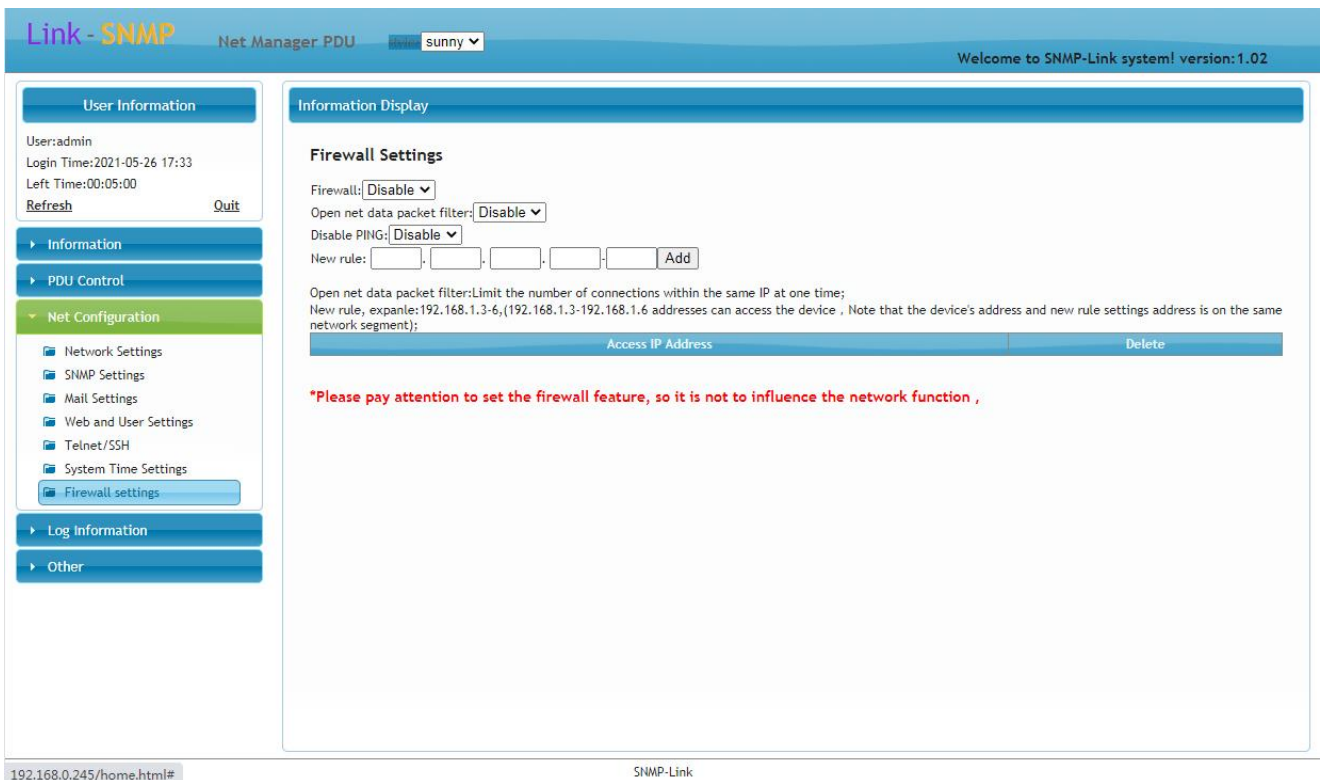 Link - SNMP
Net Manager PDU
sunny
Welcome to SNMP-Link system! version:1.02
User Information
User:admin
Login Time:2021-05-26 17:33
Left Time:00:05:00
Refresh Quit
Information
PDU Control
Net Configuration
Network Settings
SNMP Settings
Mail Settings
Web and User Settings
Telnet/SSH
System Time Settings
Firewall settings
Log Information
Other
Information Display
Firewall Settings
Firewall: Disable
Open net data packet filter: Disable
Disable PING: Disable
New rule: . . . - Add
Open net data packet filter:Limit the number of connections within the same IP at one time;
New rule, expanle:192.168.1.3-6,(192.168.1.3-192.168.1.6 addresses can access the device , Note that the device's address and new rule settings address is on the same
network segment);
Access IP Address Delete
*Please pay attention to set the firewall feature, so it is not to influence the network function ,
192.168.0.245/home.html#
SNMP-Link